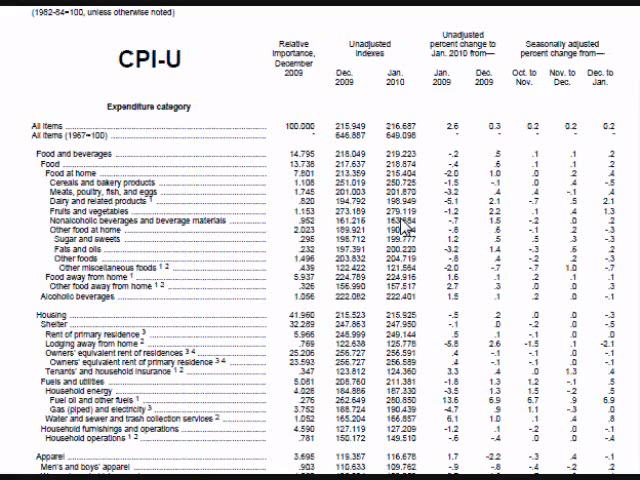 (1982-84=100, unless otherwise noted)
CPI-U
Relative importance, December 2009
Unadjusted indexes
Dec. 2009
Jan. 2010
Unadjusted percent change to Jan. 2010 from—
Jan. 2009
Dec. 2009
Seasonally adjusted percent change from—
Oct. to Nov.
Nov. to Dec.
Dec. to Jan.
Expenditure category
All items 100.000 215.949 216.687 2.6 0.3 0.2 0.2 0.2
All items (1967=100) - 646.887 649.098 - - - - -
Food and beverages 14.795 218.049 219.223 -.2 .5 .1 .1 .2
Food 13.738 217.637 218.874 -.4 .6 .1 .1 .2
Food at home 7.801 213.359 215.404 -2.0 1.0 .0 .2 .4
Cereals and bakery products 1.108 251.019 250.725 -1.5 -.1 .0 .4 -.5
Meats, poultry, fish, and eggs 1.745 201.003 201.870 -3.2 .4 .4 -.1 .4
Dairy and related products 1 .820 194.792 198.949 -5.1 2.1 .7 .5 2.1
Fruits and vegetables 1.153 273.189 279.119 -1.2 2.2 .1 .4 1.3
Nonalcoholic beverages and beverage materials .952 161.216 -.7 1.5 -.2 .0 .2
Other food at home 2.023 189.921 -.8 .6 -.1 .2 -.3
Sugar and sweets .295 198.712 199.777 1.2 .5 .5 .3 -.3
Fats and oils .232 197.391 200.220 -3.2 1.4 -.3 .6 .2
Other foods 1.496 203.832 204.719 -.8 .4 -.2 .2 -.3
Other miscellaneous foods 1 2 .439 122.422 121.564 -2.0 -.7 -.7 1.0 -.7
Food away from home 1 5.937 224.789 224.916 1.6 .1 .2 .1 .1
Other food away from home 1 2 .326 156.990 157.517 2.7 .3 .0 .3
Alcoholic beverages 1.056 222.082 222.401 1.5 .1 .2 .0 -.1
Housing 41.960 215.523 215.925 -.5 .2 .0 .0 -.3
Shelter 32.289 247.863 247.950 -.1 .0 -.2 .0 -.5
Rent of primary residence 3 5.966 248.999 249.144 .5 .1 -.1 .0 .0
Lodging away from home 2 .769 122.638 125.778 -5.8 2.6 -1.5 .1 -2.1
Owners' equivalent rent of residences 3 4 25.206 256.727 256.591 .4 -.1 -.1 .0 -.1
Owners' equivalent rent of primary residence 3 4 23.593 256.727 256.589 .4 -.1 -.1 .0 -.1
Tenants' and household insurance 1 2 .347 123.812 124.360 3.3 .4 .0 1.3 .4
Fuels and utilities 5.081 208.760 211.381 -1.8 1.3 1.2 -.1 .5
Household energy 4.028 184.886 187.330 -3.5 1.3 1.5 -.2 .5
Fuel oil and other fuels 1 .276 262.649 280.850 13.6 6.9 6.7 .9 6.9
Gas (piped) and electricity 3 3.752 188.724 190.439 -4.7 .9 1.1 -.3 .0
Water and sewer and trash collection services 2 1.052 165.204 166.857 6.1 1.0 .1 .4 .8
Household furnishings and operations 4.590 127.119 127.209 -1.2 .1 -.2 .0 -.1
Household operations 1 2 .781 150.172 149.510 -.6 -.4 .0 .0 -.4
Apparel 3.695 119.357 116.678 1.7 -2.2 -.3 .4 -.1
Men's and boys' apparel .903 110.633 109.762 -.9 -.8 -.4 -.2 .2